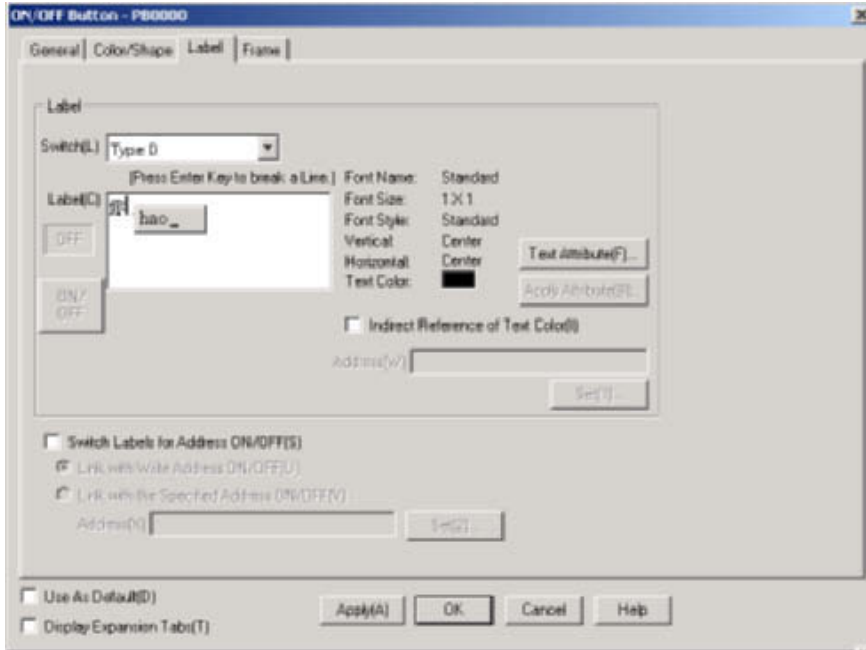 ON/OFF Button - PB0000
General Color/Shape Label Frame
Label
Switch(L) Type 0
[Press Enter Key to break a Line.]
Label(C)
hao_
OFF
ON/
OFF
Font Name: Standard
Font Size: 1X1
Font Style: Standard
Vertical: Center
Horizontal: Center
Text Color:
Text Attribute(F)...
Apply Attribute(R)...
Indirect Reference of Text Color(I)
Address(W)
Set(1)...
Switch Labels for Address ON/OFF(S)
Link with Write Address ON/OFF(U)
Link with the Specified Address ON/OFF(V)
Address(X)
Set(2)...
Use As Default(D)
Display Expansion Tabs(T)
Apply(A) OK Cancel Help